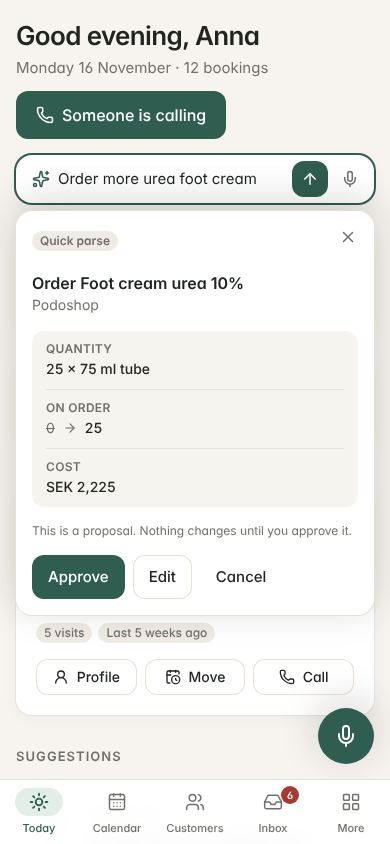 Good evening, Anna
Monday 16 November · 12 bookings
Someone is calling
Order more urea foot cream
Quick parse
Order Foot cream urea 10%
Podoshop
QUANTITY
25 × 75 ml tube
ON ORDER
0 → 25
COST
SEK 2,225
This is a proposal. Nothing changes until you approve it.
Approve Edit Cancel
5 visits Last 5 weeks ago
Profile Move Call
SUGGESTIONS
6
Today Calendar Customers Inbox More